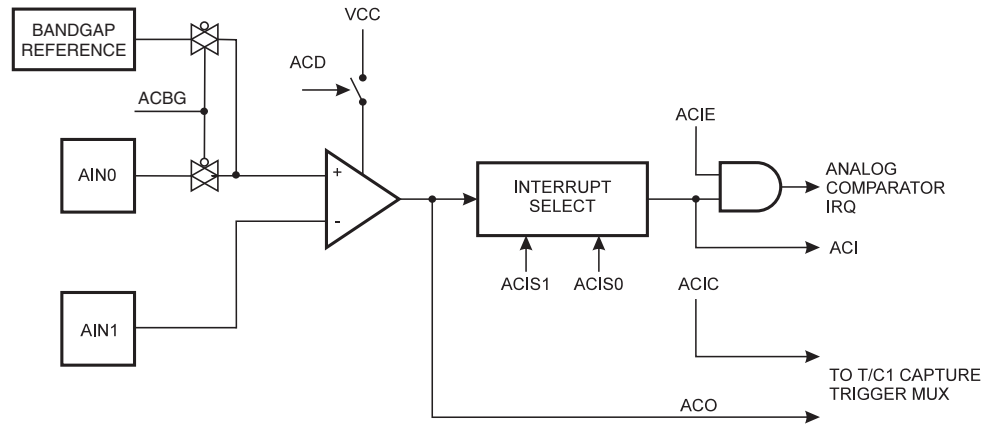 BANDGAP
REFERENCE
VCC
ACD
ACBG
ACIE
AIN0
+
-
INTERRUPT
SELECT
ANALOG
COMPARATOR
IRQ
ACI
ACIS1
ACIS0
ACIC
AIN1
TO T/C1 CAPTURE
TRIGGER MUX
ACO